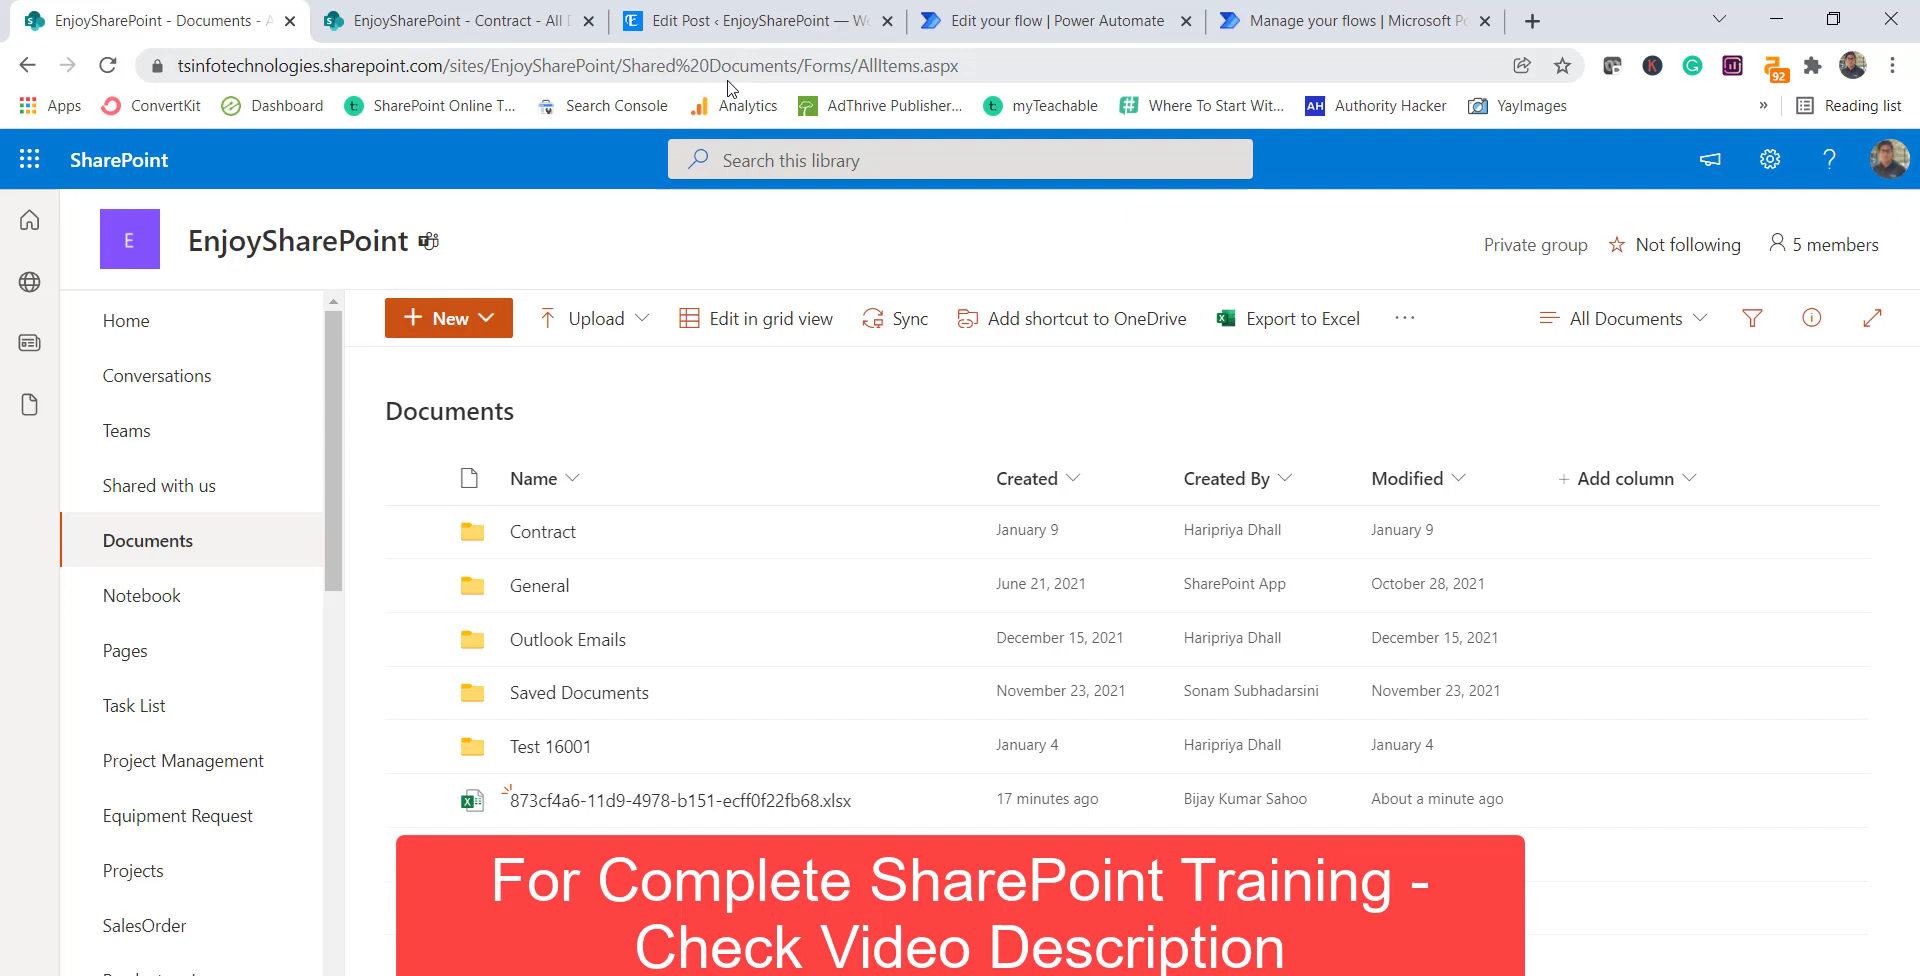 EnjoySharePoint - Documents - A
EnjoySharePoint - Contract - All D
Edit Post ‹ EnjoySharePoint — Wo
Edit your flow | Power Automate
Manage your flows | Microsoft Po
tsinfotechnologies.sharepoint.com/sites/EnjoySharePoint/Shared%20Documents/Forms/AllItems.aspx
K
92
Apps
ConvertKit
Dashboard
SharePoint Online T...
Search Console
Analytics
AdThrive Publisher...
myTeachable
Where To Start Wit...
AH
Authority Hacker
YayImages
»
Reading list
SharePoint
Search this library
?
E
EnjoySharePoint
Private group
Not following
5 members
Home
Conversations
Teams
Shared with us
Documents
Notebook
Pages
Task List
Project Management
Equipment Request
Projects
SalesOrder
+ New
Upload
Edit in grid view
Sync
Add shortcut to OneDrive
Export to Excel
...
All Documents
Documents
Name Created Created By Modified + Add column
Contract January 9 Haripriya Dhall January 9
General June 21, 2021 SharePoint App October 28, 2021
Outlook Emails December 15, 2021 Haripriya Dhall December 15, 2021
Saved Documents November 23, 2021 Sonam Subhadarsini November 23, 2021
Test 16001 January 4 Haripriya Dhall January 4
873cf4a6-11d9-4978-b151-ecff0f22fb68.xlsx 17 minutes ago Bijay Kumar Sahoo About a minute ago
For Complete SharePoint Training -
Check Video Description